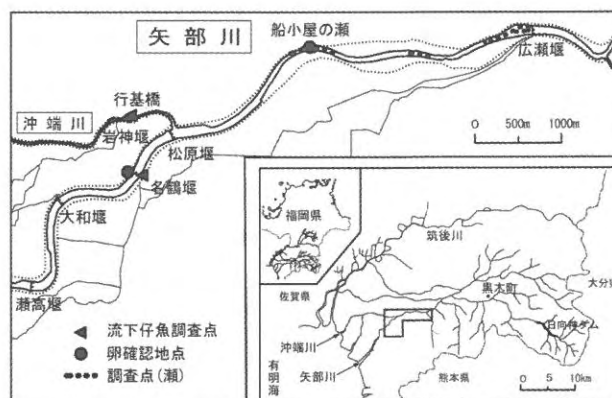 矢部川
船小屋の瀬
広瀬堰
行基橋
沖端川
岩神堰
松原堰
0 500m 1000m
名鶴堰
大和堰
瀬高堰
流下仔魚調査点
卵確認地点
調査点(瀬)
福岡県
筑後川
佐賀県
黒木町
大分県
日向神ダム
沖端川
有明海
矢部川
熊本県
0 5 10km